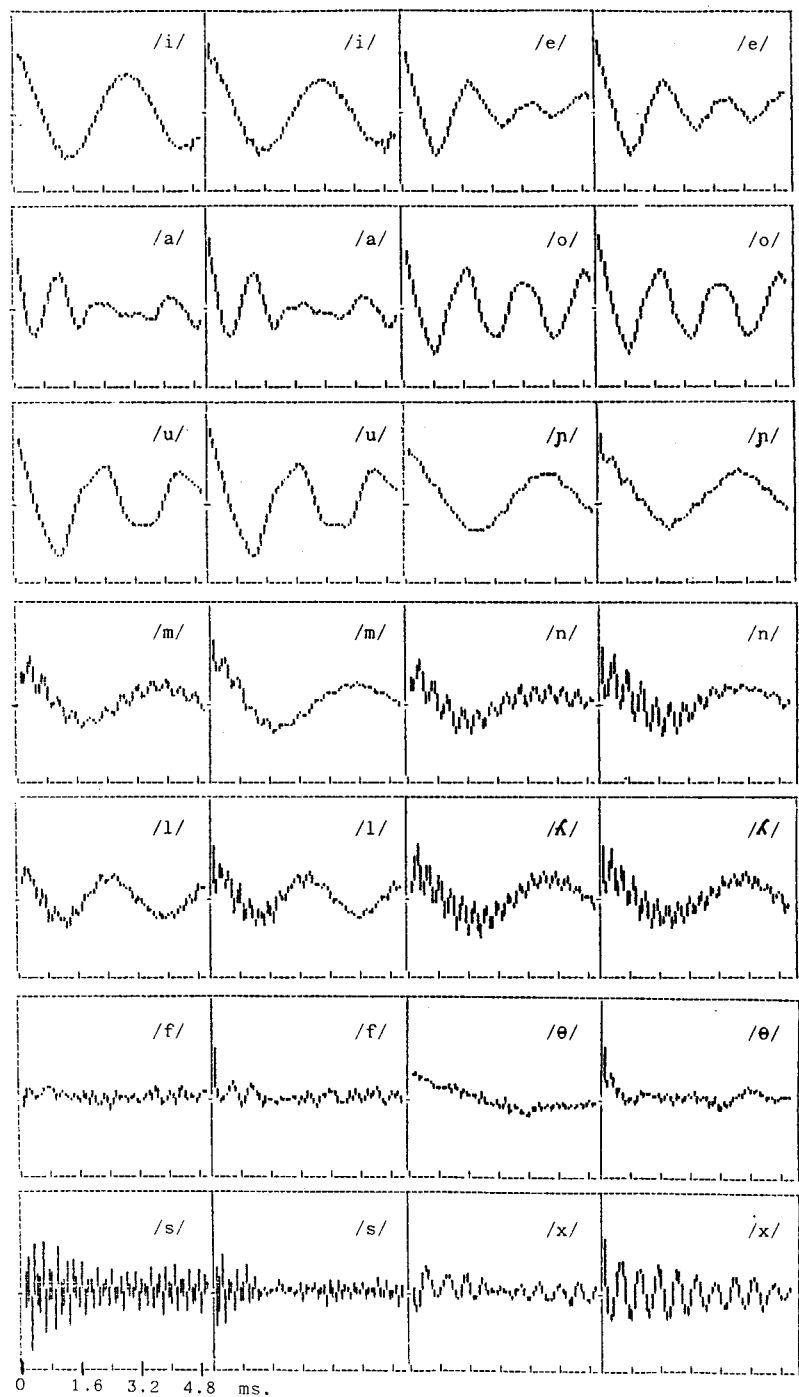 /i/ /i/ /e/ /e/
/a/ /a/ /o/ /o/
/u/ /u/ /ɲ/ /ɲ/
/m/ /m/ /n/ /n/
/l/ /l/ /ʎ/ /ʎ/
/f/ /f/ /θ/ /θ/
/s/ /s/ /x/ /x/
0 1.6 3.2 4.8 ms.